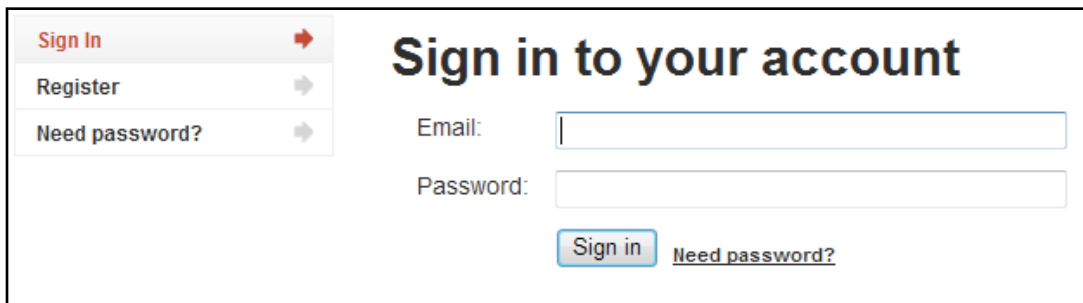 Sign In
Register
Need password?
Sign in to your account
Email:
Password:
Sign in
Need password?